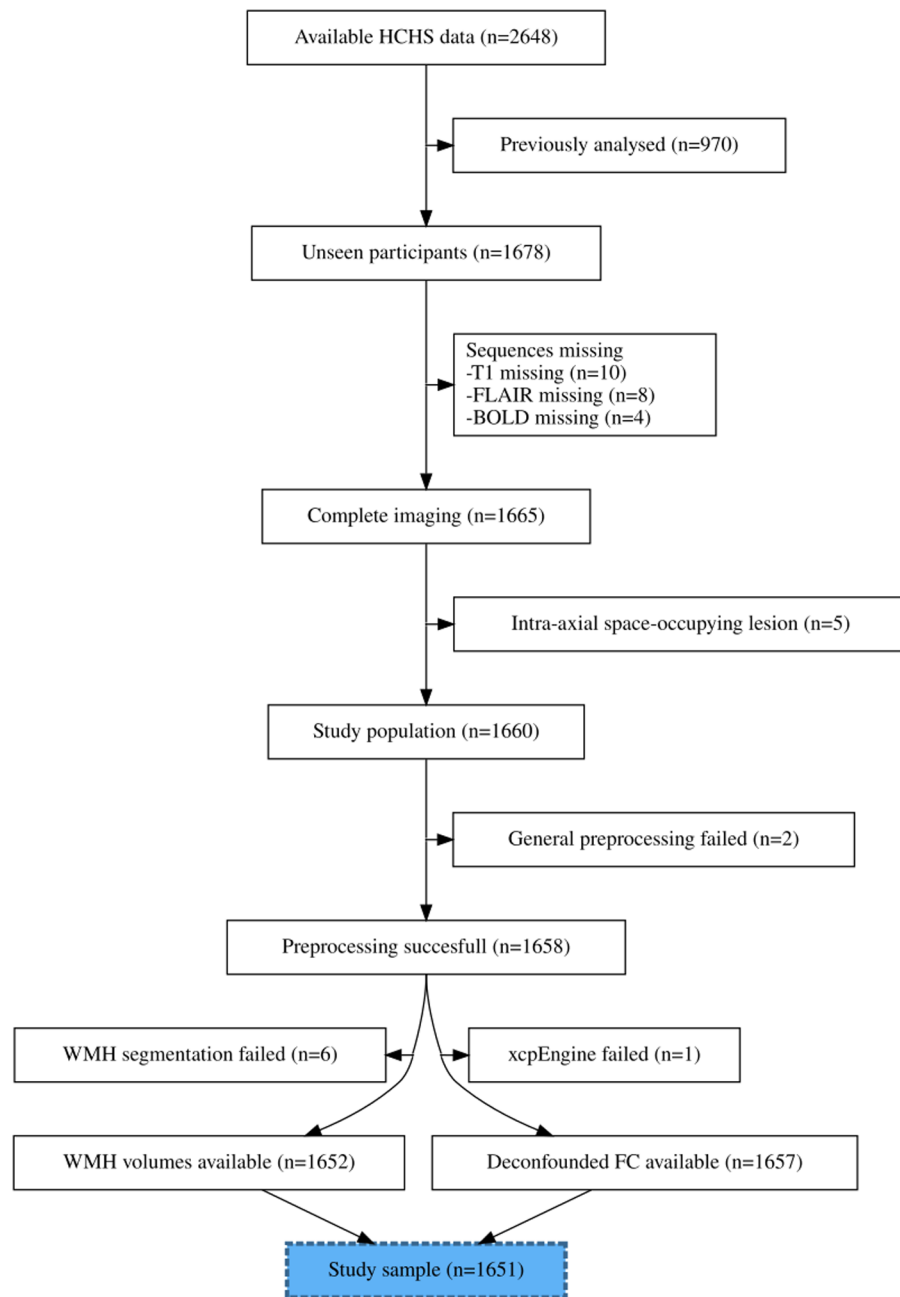 Available HCHS data (n=2648)
Previously analysed (n=970)
Unseen participants (n=1678)
Sequences missing
-T1 missing (n=10)
-FLAIR missing (n=8)
-BOLD missing (n=4)
Complete imaging (n=1665)
Intra-axial space-occupying lesion (n=5)
Study population (n=1660)
General preprocessing failed (n=2)
Preprocessing succesfull (n=1658)
WMH segmentation failed (n=6)
xcpEngine failed (n=1)
WMH volumes available (n=1652)
Deconfounded FC available (n=1657)
Study sample (n=1651)